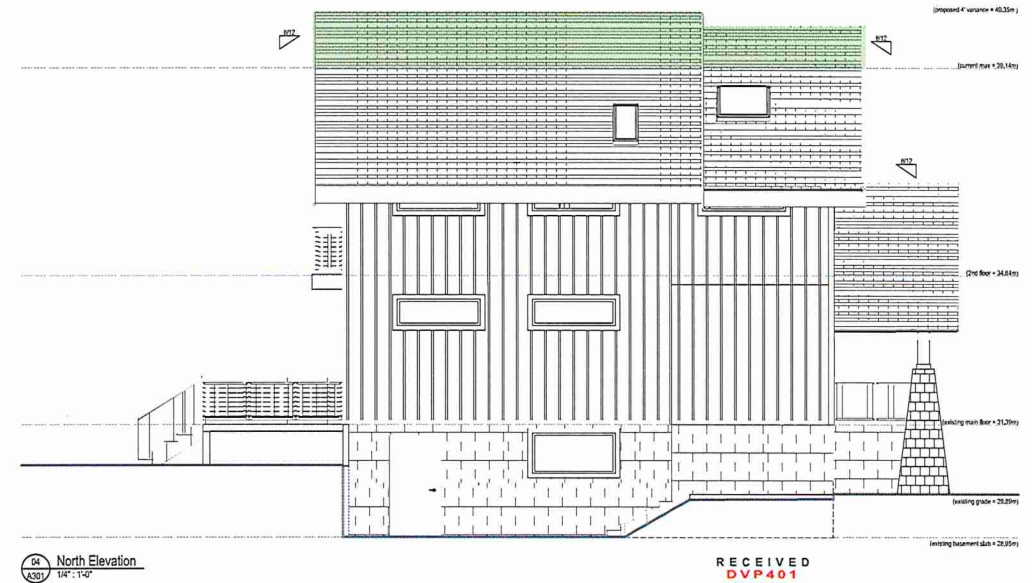 (proposed 4' variance = 40.35m)
8/12
8/12
(current max = 39.14m)
8/12
(2nd floor = 34.64m)
(existing main floor = 31.39m)
(existing grade = 29.89m)
(existing basement slab = 28.95m)
04
A301
North Elevation
1/4" : 1'-0"
RECEIVED
DVP401